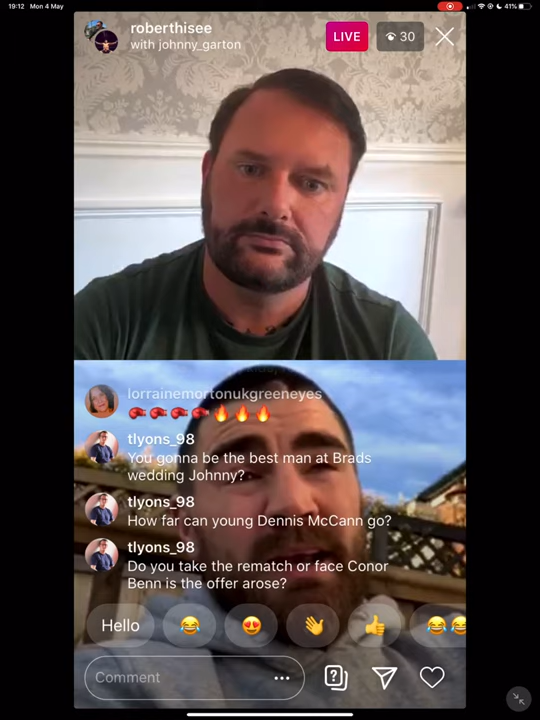 19:12 Mon 4 May
41%
roberthisee
with johnny_garton
LIVE
30
lorrainemortonukgreeneyes
tlyons_98
You gonna be the best man at Brads
wedding Johnny?
tlyons_98
How far can young Dennis McCann go?
tlyons_98
Do you take the rematch or face Conor
Benn is the offer arose?
Hello
Comment